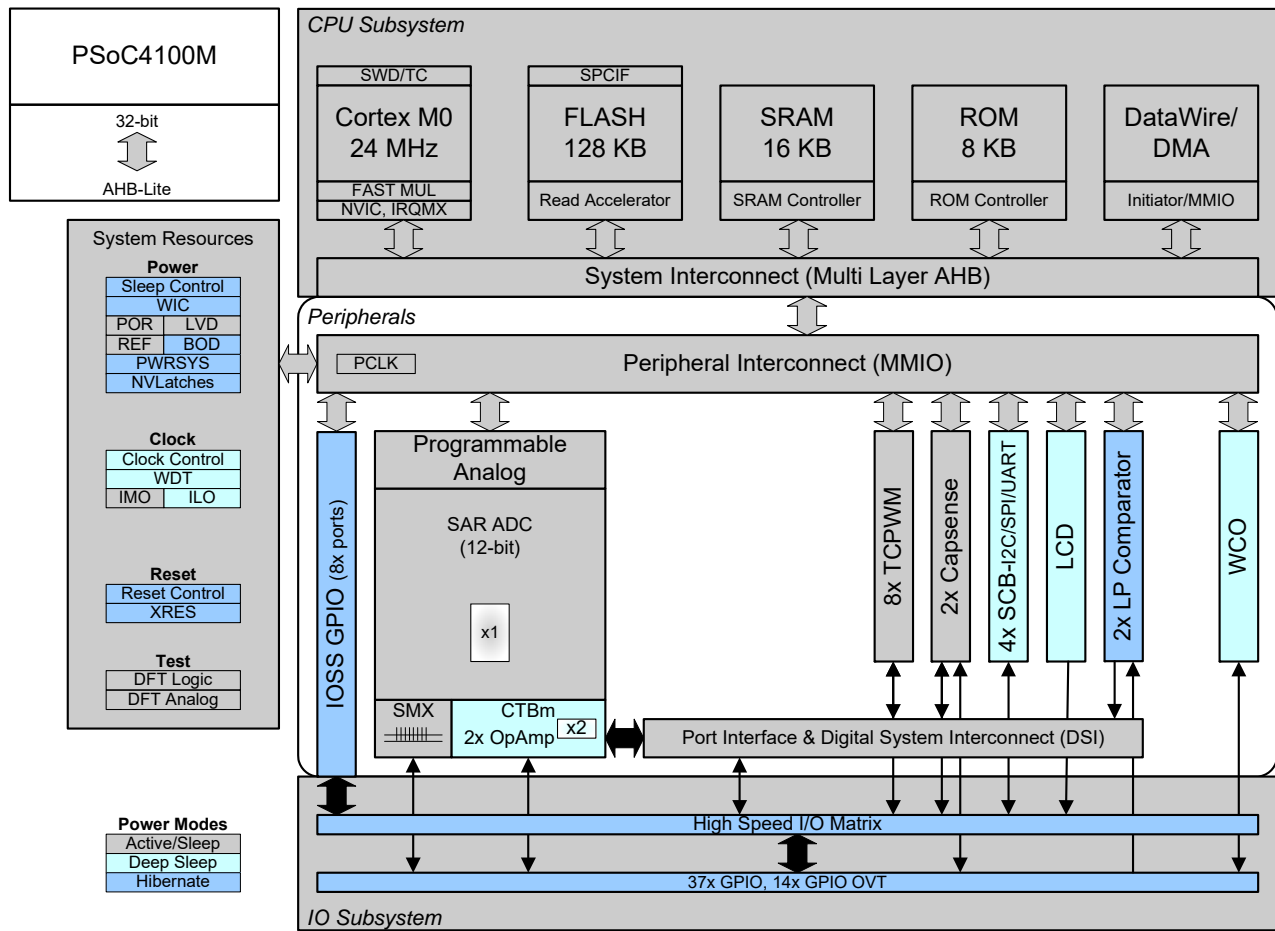 PSoC4100M
32-bit
AHB-Lite
CPU Subsystem
SWD/TC
Cortex M0
24 MHz
FAST MUL
NVIC, IRQMX
SPCIF
FLASH
128 KB
Read Accelerator
SRAM
16 KB
SRAM Controller
ROM
8 KB
ROM Controller
DataWire/
DMA
Initiator/MMIO
System Interconnect (Multi Layer AHB)
System Resources
Power
Sleep Control
WIC
POR LVD
REF BOD
PWRSYS
NVLatches
Clock
Clock Control
WDT
IMO ILO
Reset
Reset Control
XRES
Test
DFT Logic
DFT Analog
Peripherals
PCLK
Peripheral Interconnect (MMIO)
IOSS GPIO (8x ports)
Programmable
Analog
SAR ADC
(12-bit)
x1
SMX
CTBm
2x OpAmp
x2
8x TCPWM
2x Capsense
4x SCB-I2C/SPI/UART
LCD
2x LP Comparator
WCO
Port Interface & Digital System Interconnect (DSI)
High Speed I/O Matrix
37x GPIO, 14x GPIO OVT
IO Subsystem
Power Modes
Active/Sleep
Deep Sleep
Hibernate